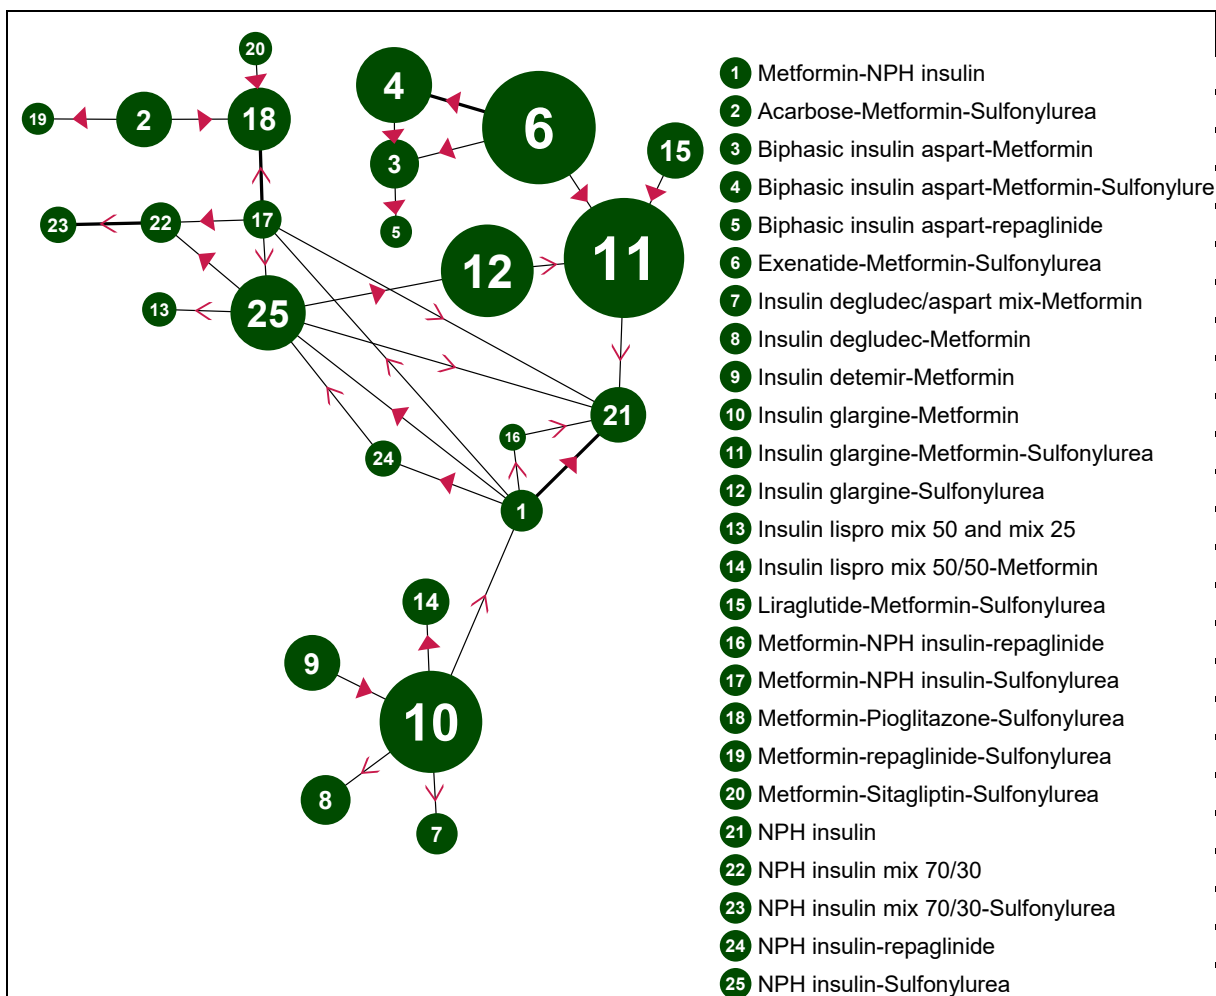 20
19
2
18
4
6
15
3
5
23
22
17
11
12
25
13
21
16
24
1
14
9
10
8
7
1 Metformin-NPH insulin
2 Acarbose-Metformin-Sulfonylurea
3 Biphasic insulin aspart-Metformin
4 Biphasic insulin aspart-Metformin-Sulfonylure
5 Biphasic insulin aspart-repaglinide
6 Exenatide-Metformin-Sulfonylurea
7 Insulin degludec/aspart mix-Metformin
8 Insulin degludec-Metformin
9 Insulin detemir-Metformin
10 Insulin glargine-Metformin
11 Insulin glargine-Metformin-Sulfonylurea
12 Insulin glargine-Sulfonylurea
13 Insulin lispro mix 50 and mix 25
14 Insulin lispro mix 50/50-Metformin
15 Liraglutide-Metformin-Sulfonylurea
16 Metformin-NPH insulin-repaglinide
17 Metformin-NPH insulin-Sulfonylurea
18 Metformin-Pioglitazone-Sulfonylurea
19 Metformin-repaglinide-Sulfonylurea
20 Metformin-Sitagliptin-Sulfonylurea
21 NPH insulin
22 NPH insulin mix 70/30
23 NPH insulin mix 70/30-Sulfonylurea
24 NPH insulin-repaglinide
25 NPH insulin-Sulfonylurea